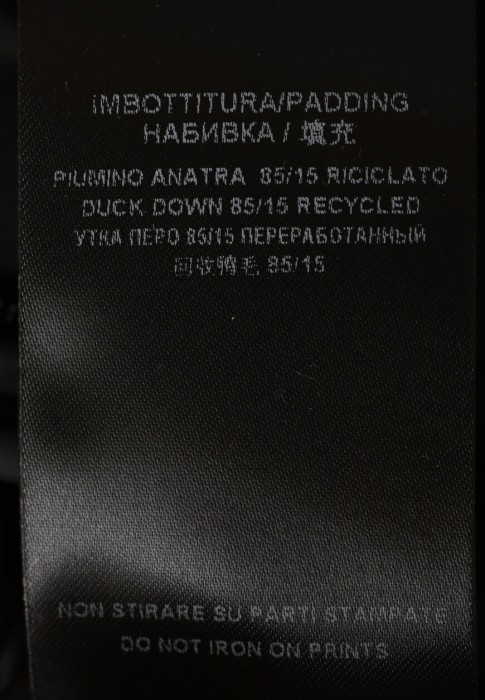 IMBOTTITURA/PADDING
НАБИВКА / 填充
PIUMINO ANATRA 85/15 RICICLATO
DUCK DOWN 85/15 RECYCLED
УТКА ПЕРО 85/15 ПЕРЕРАБОТАННЫЙ
回收鸭毛 85/15
NON STIRARE SU PARTI STAMPATE
DO NOT IRON ON PRINTS